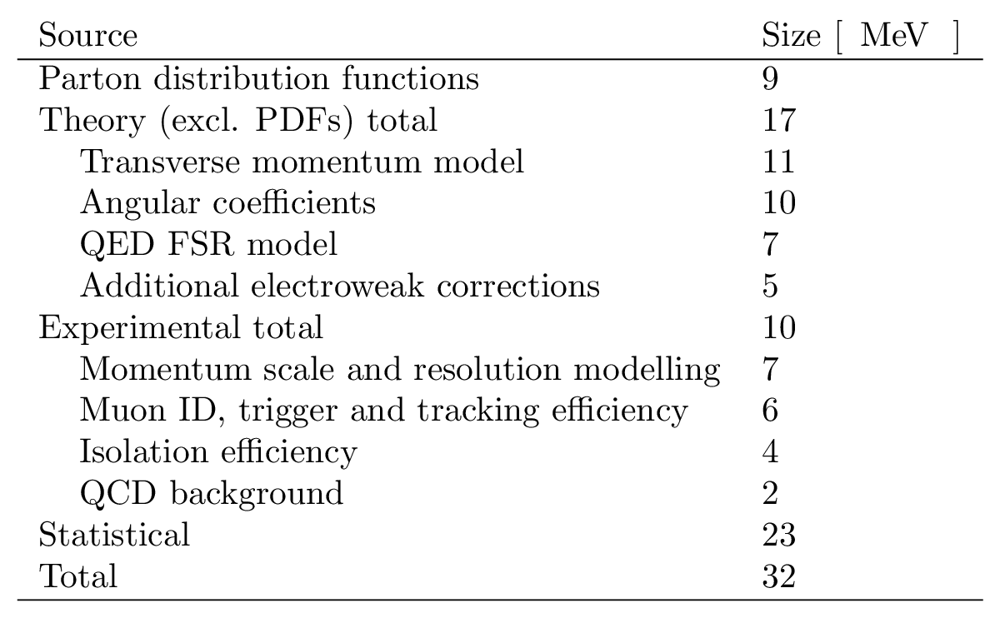 Source Size [ MeV ]
Parton distribution functions 9
Theory (excl. PDFs) total 17
Transverse momentum model 11
Angular coefficients 10
QED FSR model 7
Additional electroweak corrections 5
Experimental total 10
Momentum scale and resolution modelling 7
Muon ID, trigger and tracking efficiency 6
Isolation efficiency 4
QCD background 2
Statistical 23
Total 32